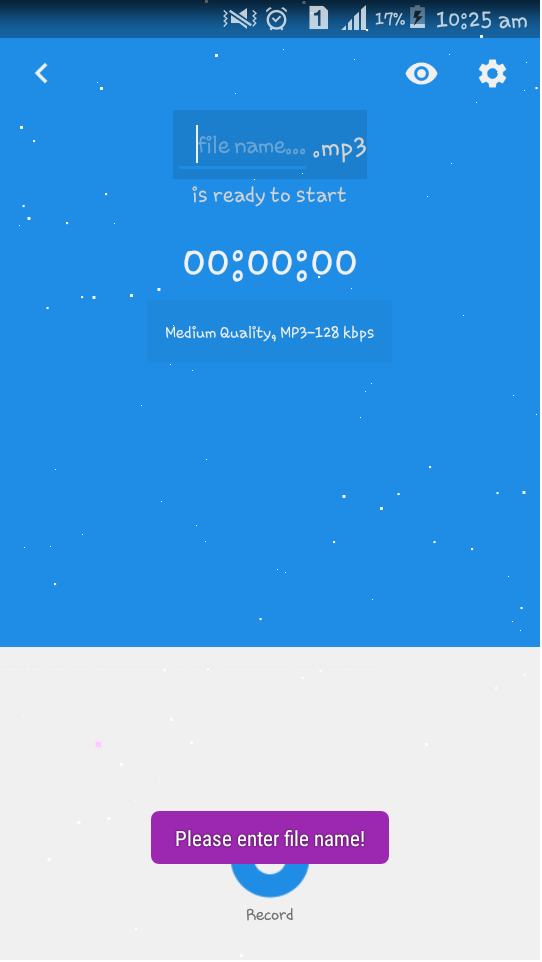 1 17% 10:25 am
file name... .mp3
is ready to start
00:00:00
Medium Quality, MP3-128 kbps
Please enter file name!
Record